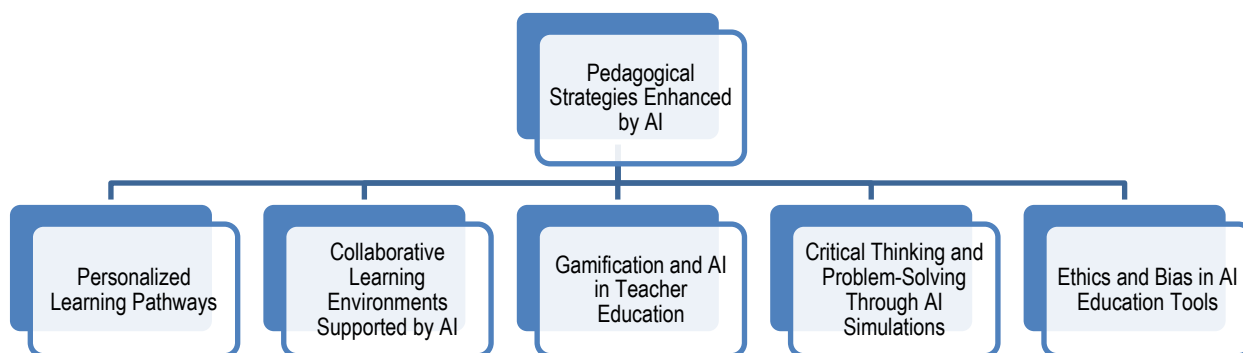 Pedagogical
Strategies Enhanced
by AI
Personalized
Learning Pathways
Collaborative
Learning
Environments
Supported by AI
Gamification and AI
in Teacher
Education
Critical Thinking and
Problem-Solving
Through AI
Simulations
Ethics and Bias in AI
Education Tools